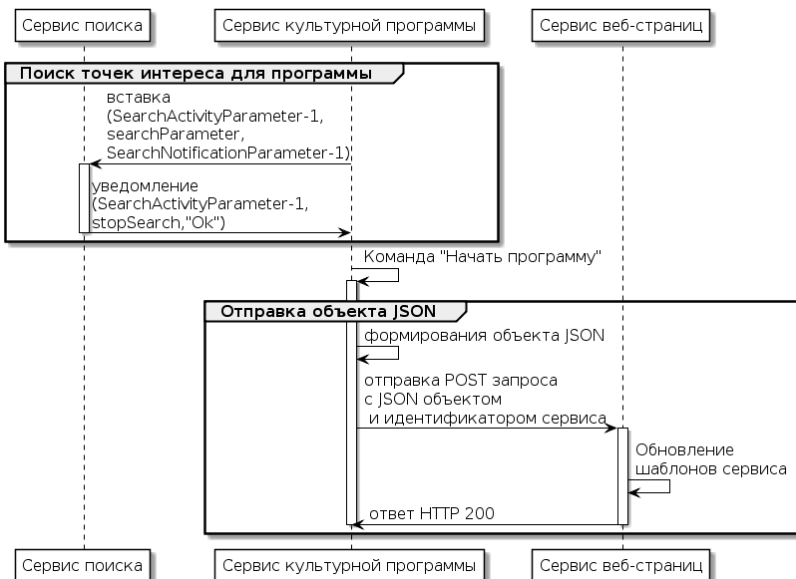 Сервис поиска
Сервис культурной программы
Сервис веб-страниц
Поиск точек интереса для программы
вставка
(SearchActivityParameter-1,
searchParameter,
SearchNotificationParameter-1)
уведомление
(SearchActivityParameter-1,
stopSearch,"Ok")
Команда "Начать программу"
Отправка объекта JSON
формирования объекта JSON
отправка POST запроса
с JSON объектом
и идентификатором сервиса
Обновление
шаблонов сервиса
ответ HTTP 200
Сервис поиска
Сервис культурной программы
Сервис веб-страниц